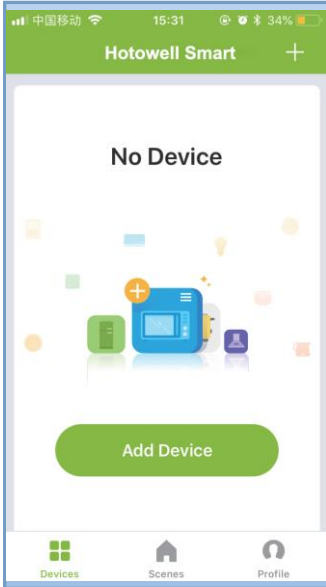 中国移动 15:31 34%
Hotowell Smart +
No Device
Add Device
Devices Scenes Profile